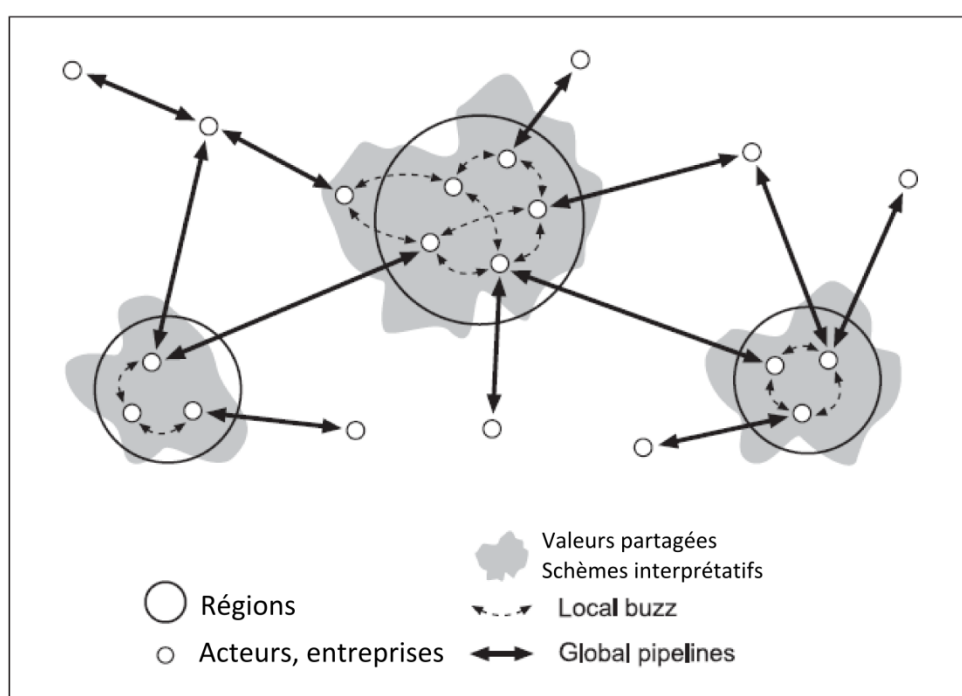 Valeurs partagées
Schèmes interprétatifs
Régions
Local buzz
Acteurs, entreprises
Global pipelines